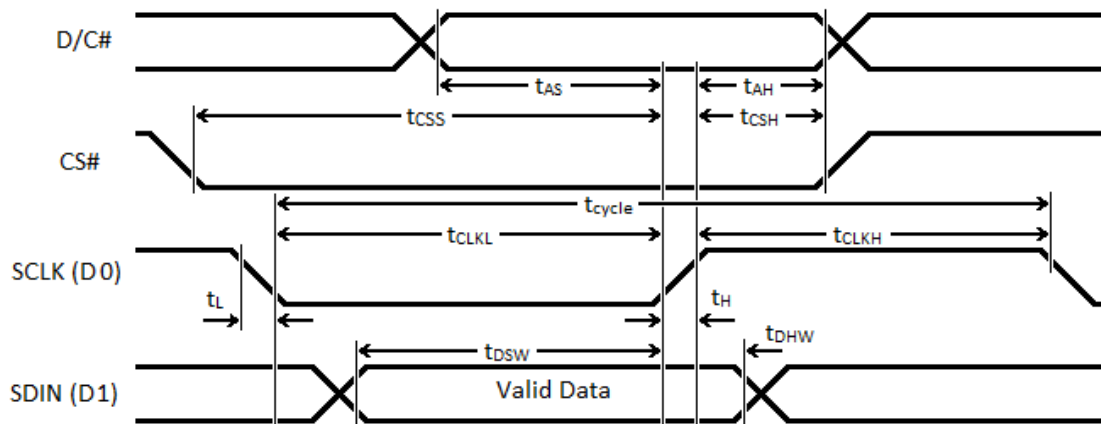 D/C#
tAS
tAH
tCSS
tCSH
CS#
tcycle
tCLKL
tCLKH
SCLK (D0)
tL
tH
tDHW
tDSW
SDIN (D1)
Valid Data